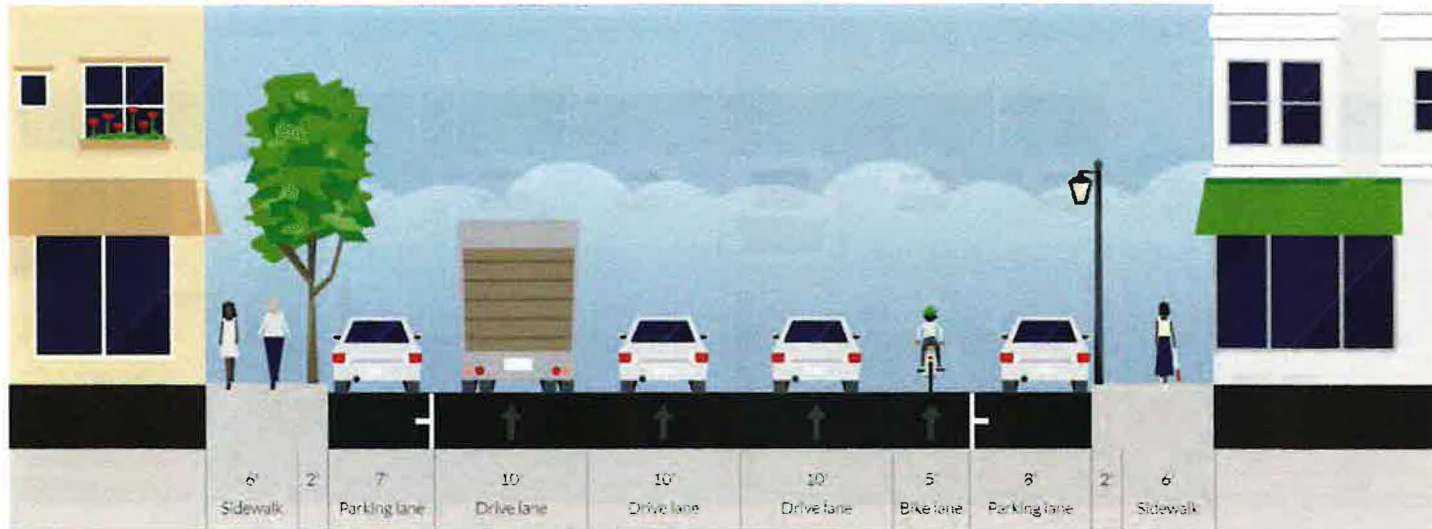 6' 2' 7' 10' 10' 10' 5' 8' 2' 6'
Sidewalk Parking lane Drive lane Drive lane Drive lane Bike lane Parking lane Sidewalk